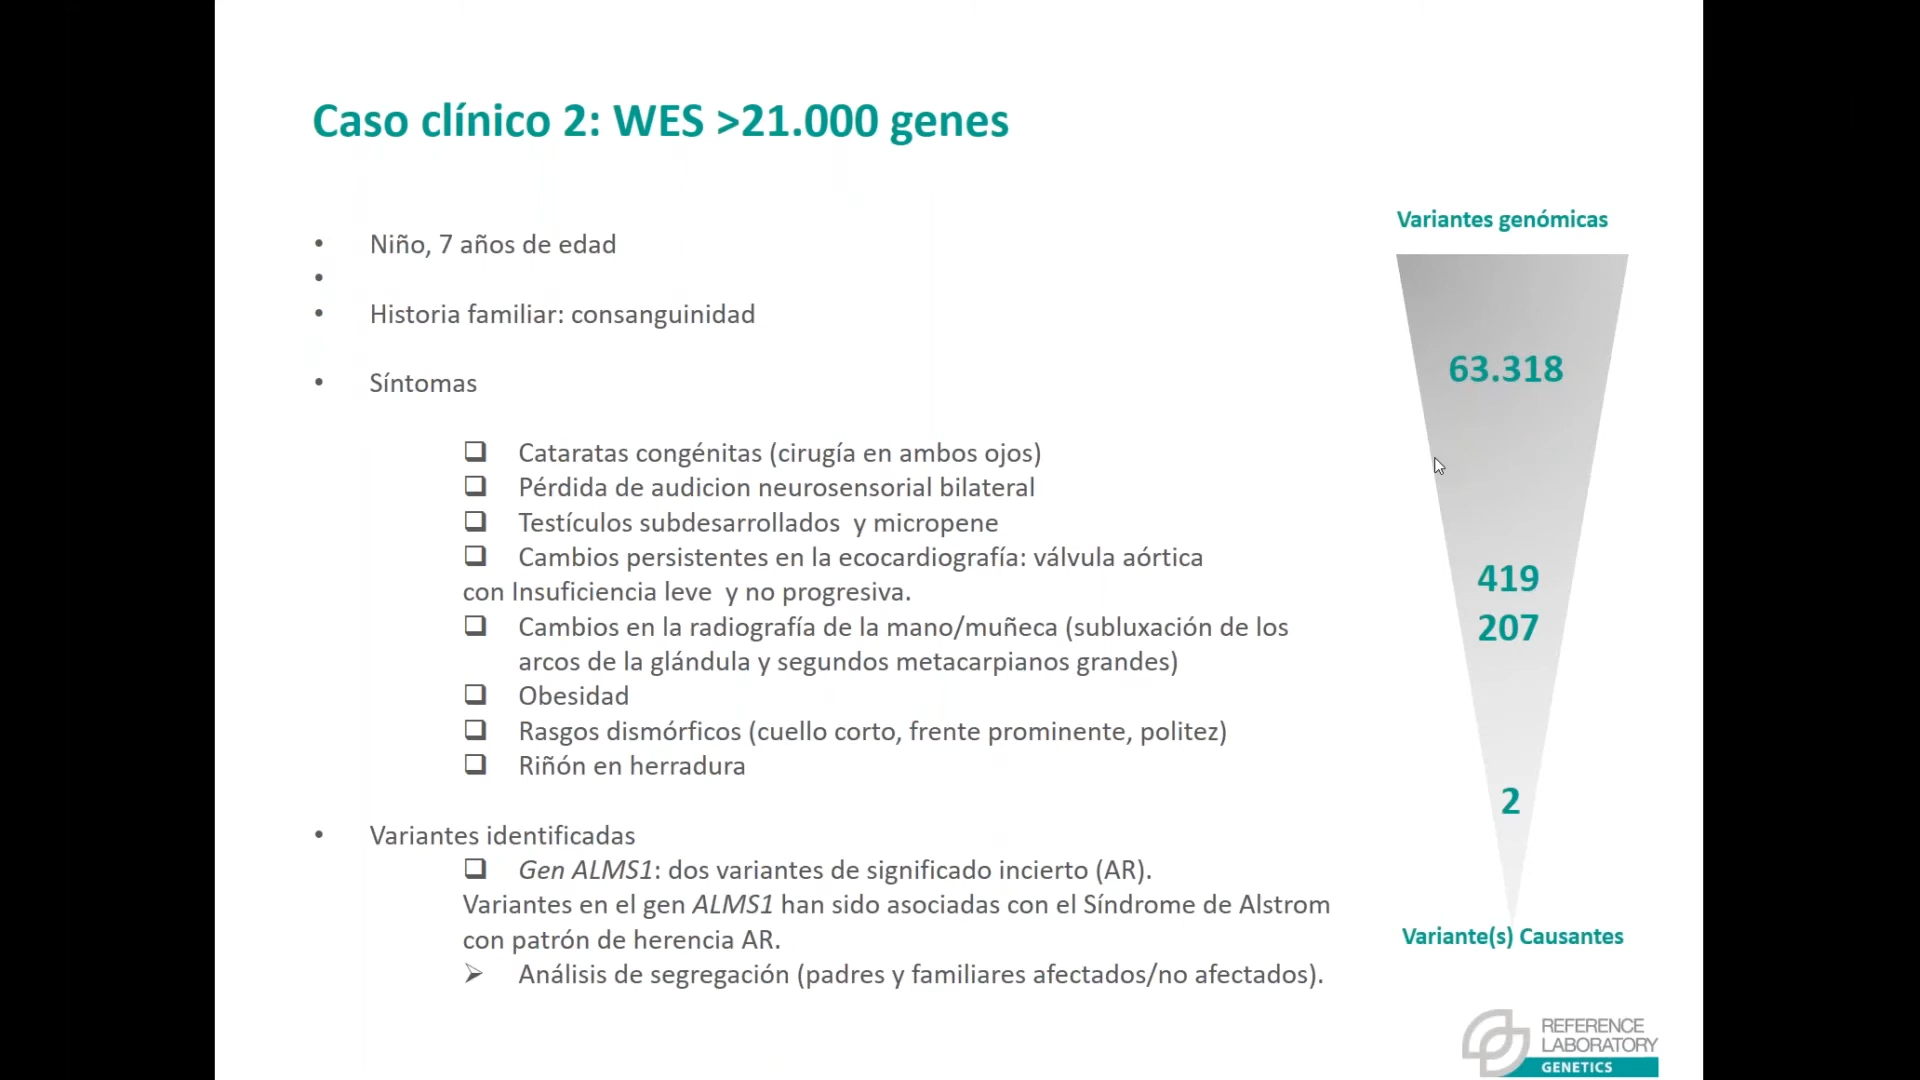 Caso clínico 2: WES >21.000 genes
• Niño, 7 años de edad
•
• Historia familiar: consanguinidad
• Síntomas
❑ Cataratas congénitas (cirugía en ambos ojos)
❑ Pérdida de audicion neurosensorial bilateral
❑ Testículos subdesarrollados y micropene
❑ Cambios persistentes en la ecocardiografía: válvula aórtica
con Insuficiencia leve y no progresiva.
❑ Cambios en la radiografía de la mano/muñeca (subluxación de los
arcos de la glándula y segundos metacarpianos grandes)
❑ Obesidad
❑ Rasgos dismórficos (cuello corto, frente prominente, politez)
❑ Riñón en herradura
• Variantes identificadas
❑ Gen ALMS1: dos variantes de significado incierto (AR).
Variantes en el gen ALMS1 han sido asociadas con el Síndrome de Alstrom
con patrón de herencia AR.
➢ Análisis de segregación (padres y familiares afectados/no afectados).
Variantes genómicas
63.318
419
207
2
Variante(s) Causantes
REFERENCE
LABORATORY
GENETICS